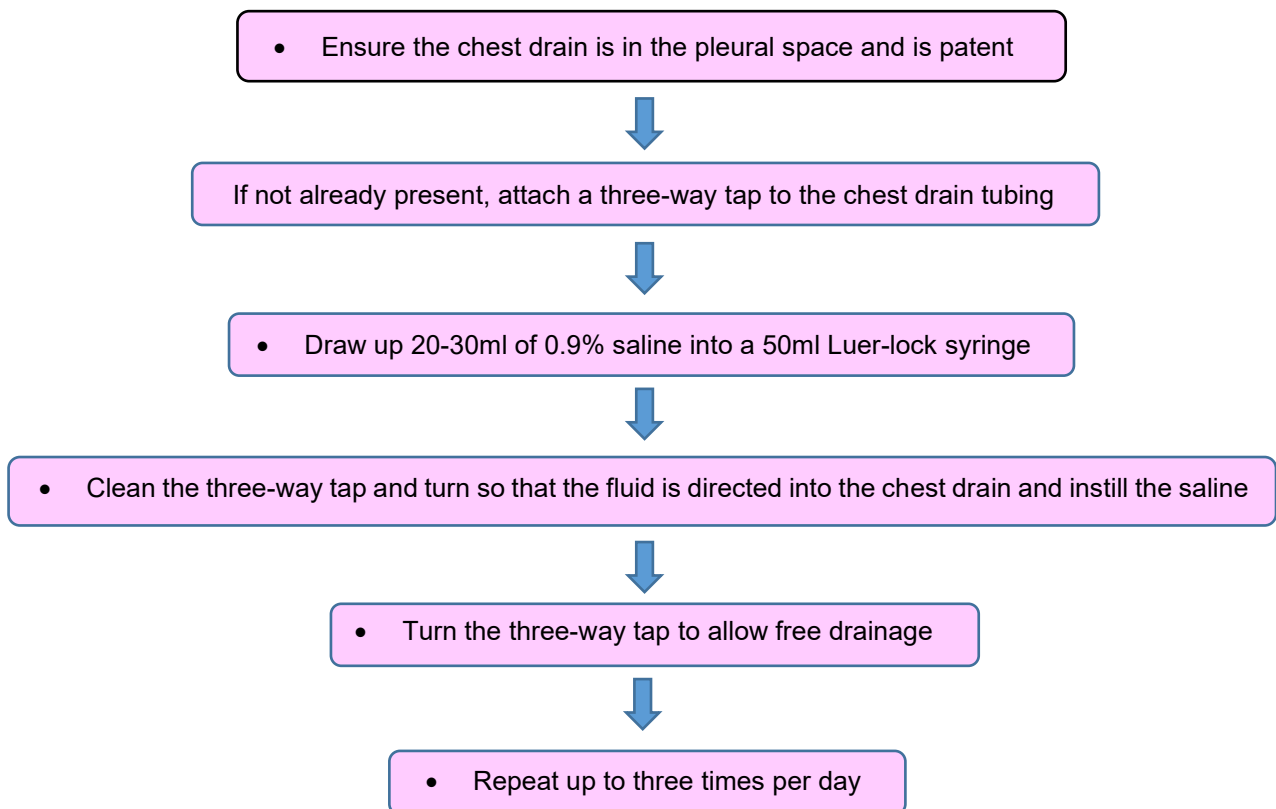 • Ensure the chest drain is in the pleural space and is patent
If not already present, attach a three-way tap to the chest drain tubing
• Draw up 20-30ml of 0.9% saline into a 50ml Luer-lock syringe
• Clean the three-way tap and turn so that the fluid is directed into the chest drain and instill the saline
• Turn the three-way tap to allow free drainage
• Repeat up to three times per day